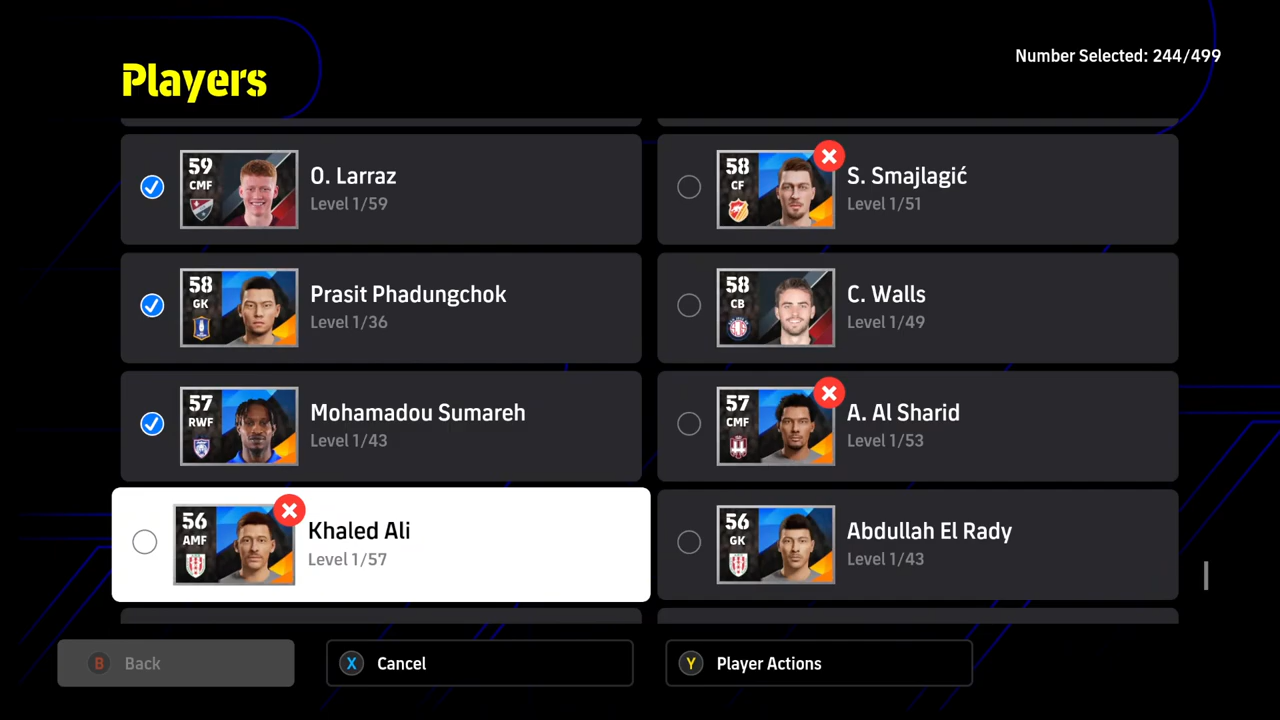 Players
Number Selected: 244/499
59
CMF
O. Larraz
Level 1/59
58
CF
S. Smajlagić
Level 1/51
58
GK
Prasit Phadungchok
Level 1/36
58
CB
C. Walls
Level 1/49
57
RWF
Mohamadou Sumareh
Level 1/43
57
CMF
A. Al Sharid
Level 1/53
56
AMF
Khaled Ali
Level 1/57
56
GK
Abdullah El Rady
Level 1/43
B Back
X Cancel
Y Player Actions